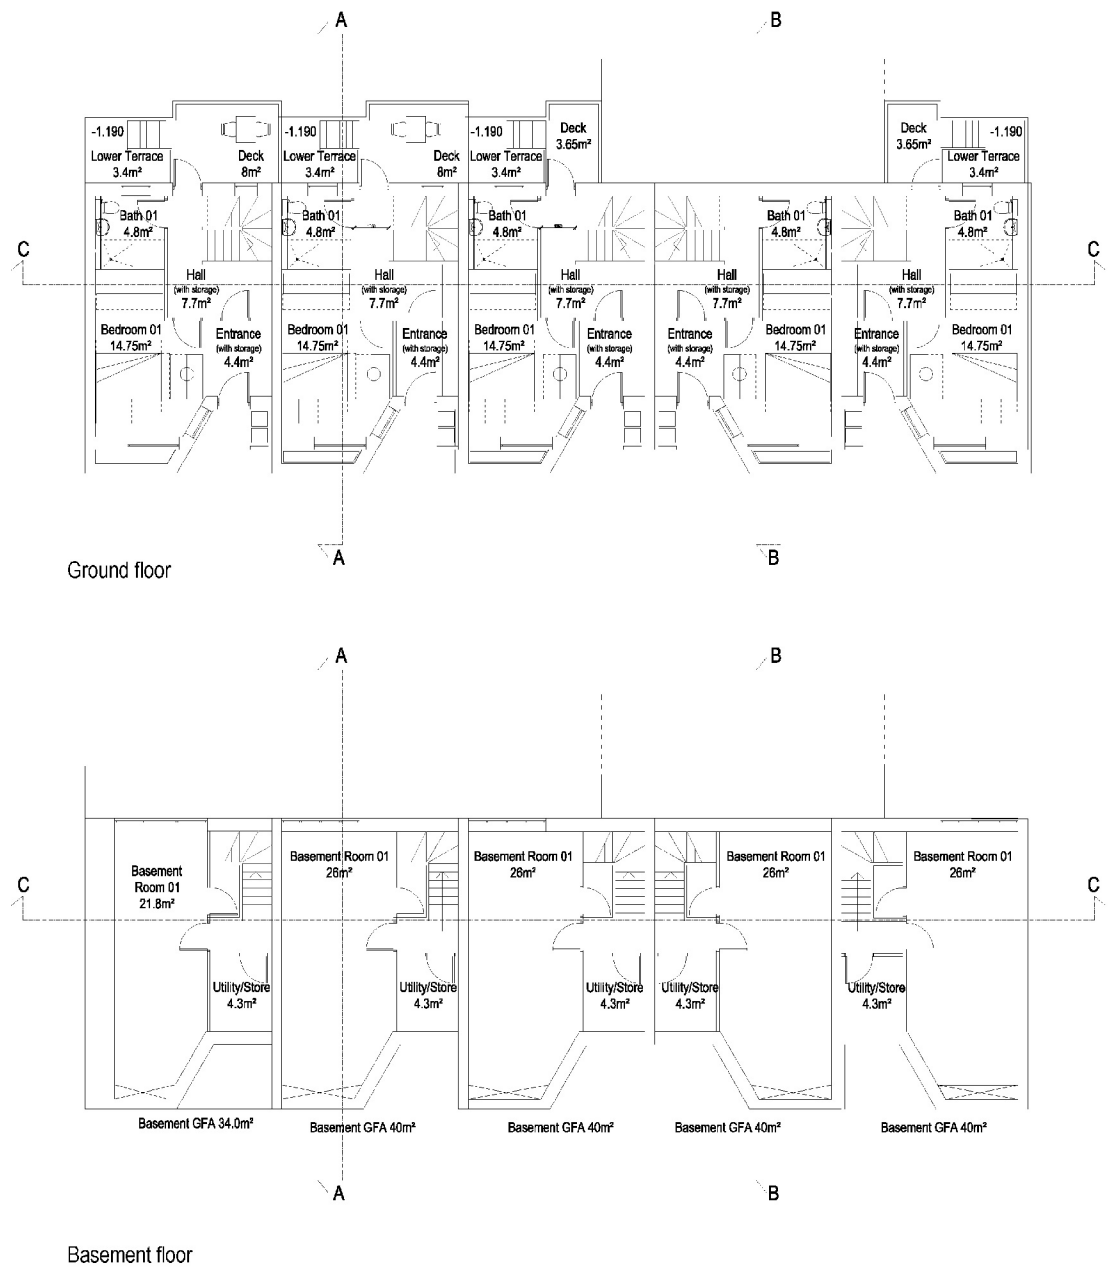 A B
-1.190 -1.190 -1.190 Deck 3.65m² Deck 3.65m² -1.190
Lower Terrace 3.4m² Deck 8m² Lower Terrace 3.4m² Deck 8m² Lower Terrace 3.4m² Lower Terrace 3.4m²
Bath 01 Bath 01 Bath 01 Bath 01 Bath 01
4.8m² 4.8m² 4.8m² 4.8m² 4.8m²
C C
Hall Hall Hall Hall Hall
(with storage) (with storage) (with storage) (with storage) (with storage)
7.7m² 7.7m² 7.7m² 7.7m² 7.7m²
Bedroom 01 Entrance Bedroom 01 Entrance Bedroom 01 Entrance Entrance Bedroom 01 Entrance Bedroom 01
14.75m² (with storage) 14.75m² (with storage) 14.75m² (with storage) (with storage) 14.75m² (with storage) 14.75m²
4.4m² 4.4m² 4.4m² 4.4m² 4.4m²
A B
Ground floor
A B
Basement Room 01 Basement Room 01 Basement Room 01 Basement Room 01 Basement Room 01
21.8m² 26m² 26m² 26m² 26m²
C C
Utility/Store Utility/Store Utility/Store Utility/Store Utility/Store
4.3m² 4.3m² 4.3m² 4.3m² 4.3m²
Basement GFA 34.0m² Basement GFA 40m² Basement GFA 40m² Basement GFA 40m² Basement GFA 40m²
A B
Basement floor